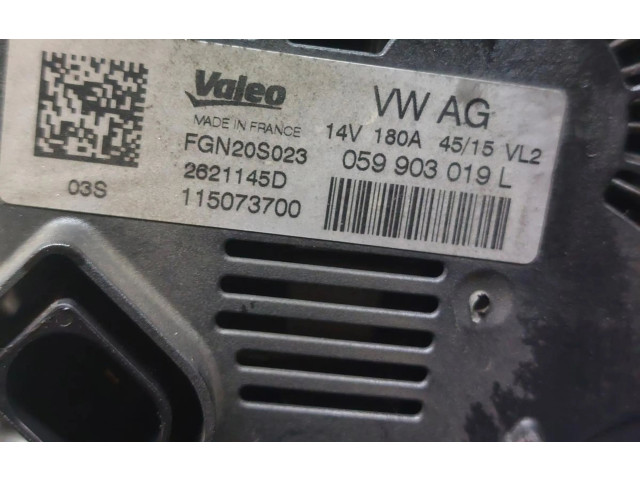 Valeo
MADE IN FRANCE
FGN20S023
2621145D
115073700
03S
VW AG
14V 180A 45/15 VL2
059 903 019 L